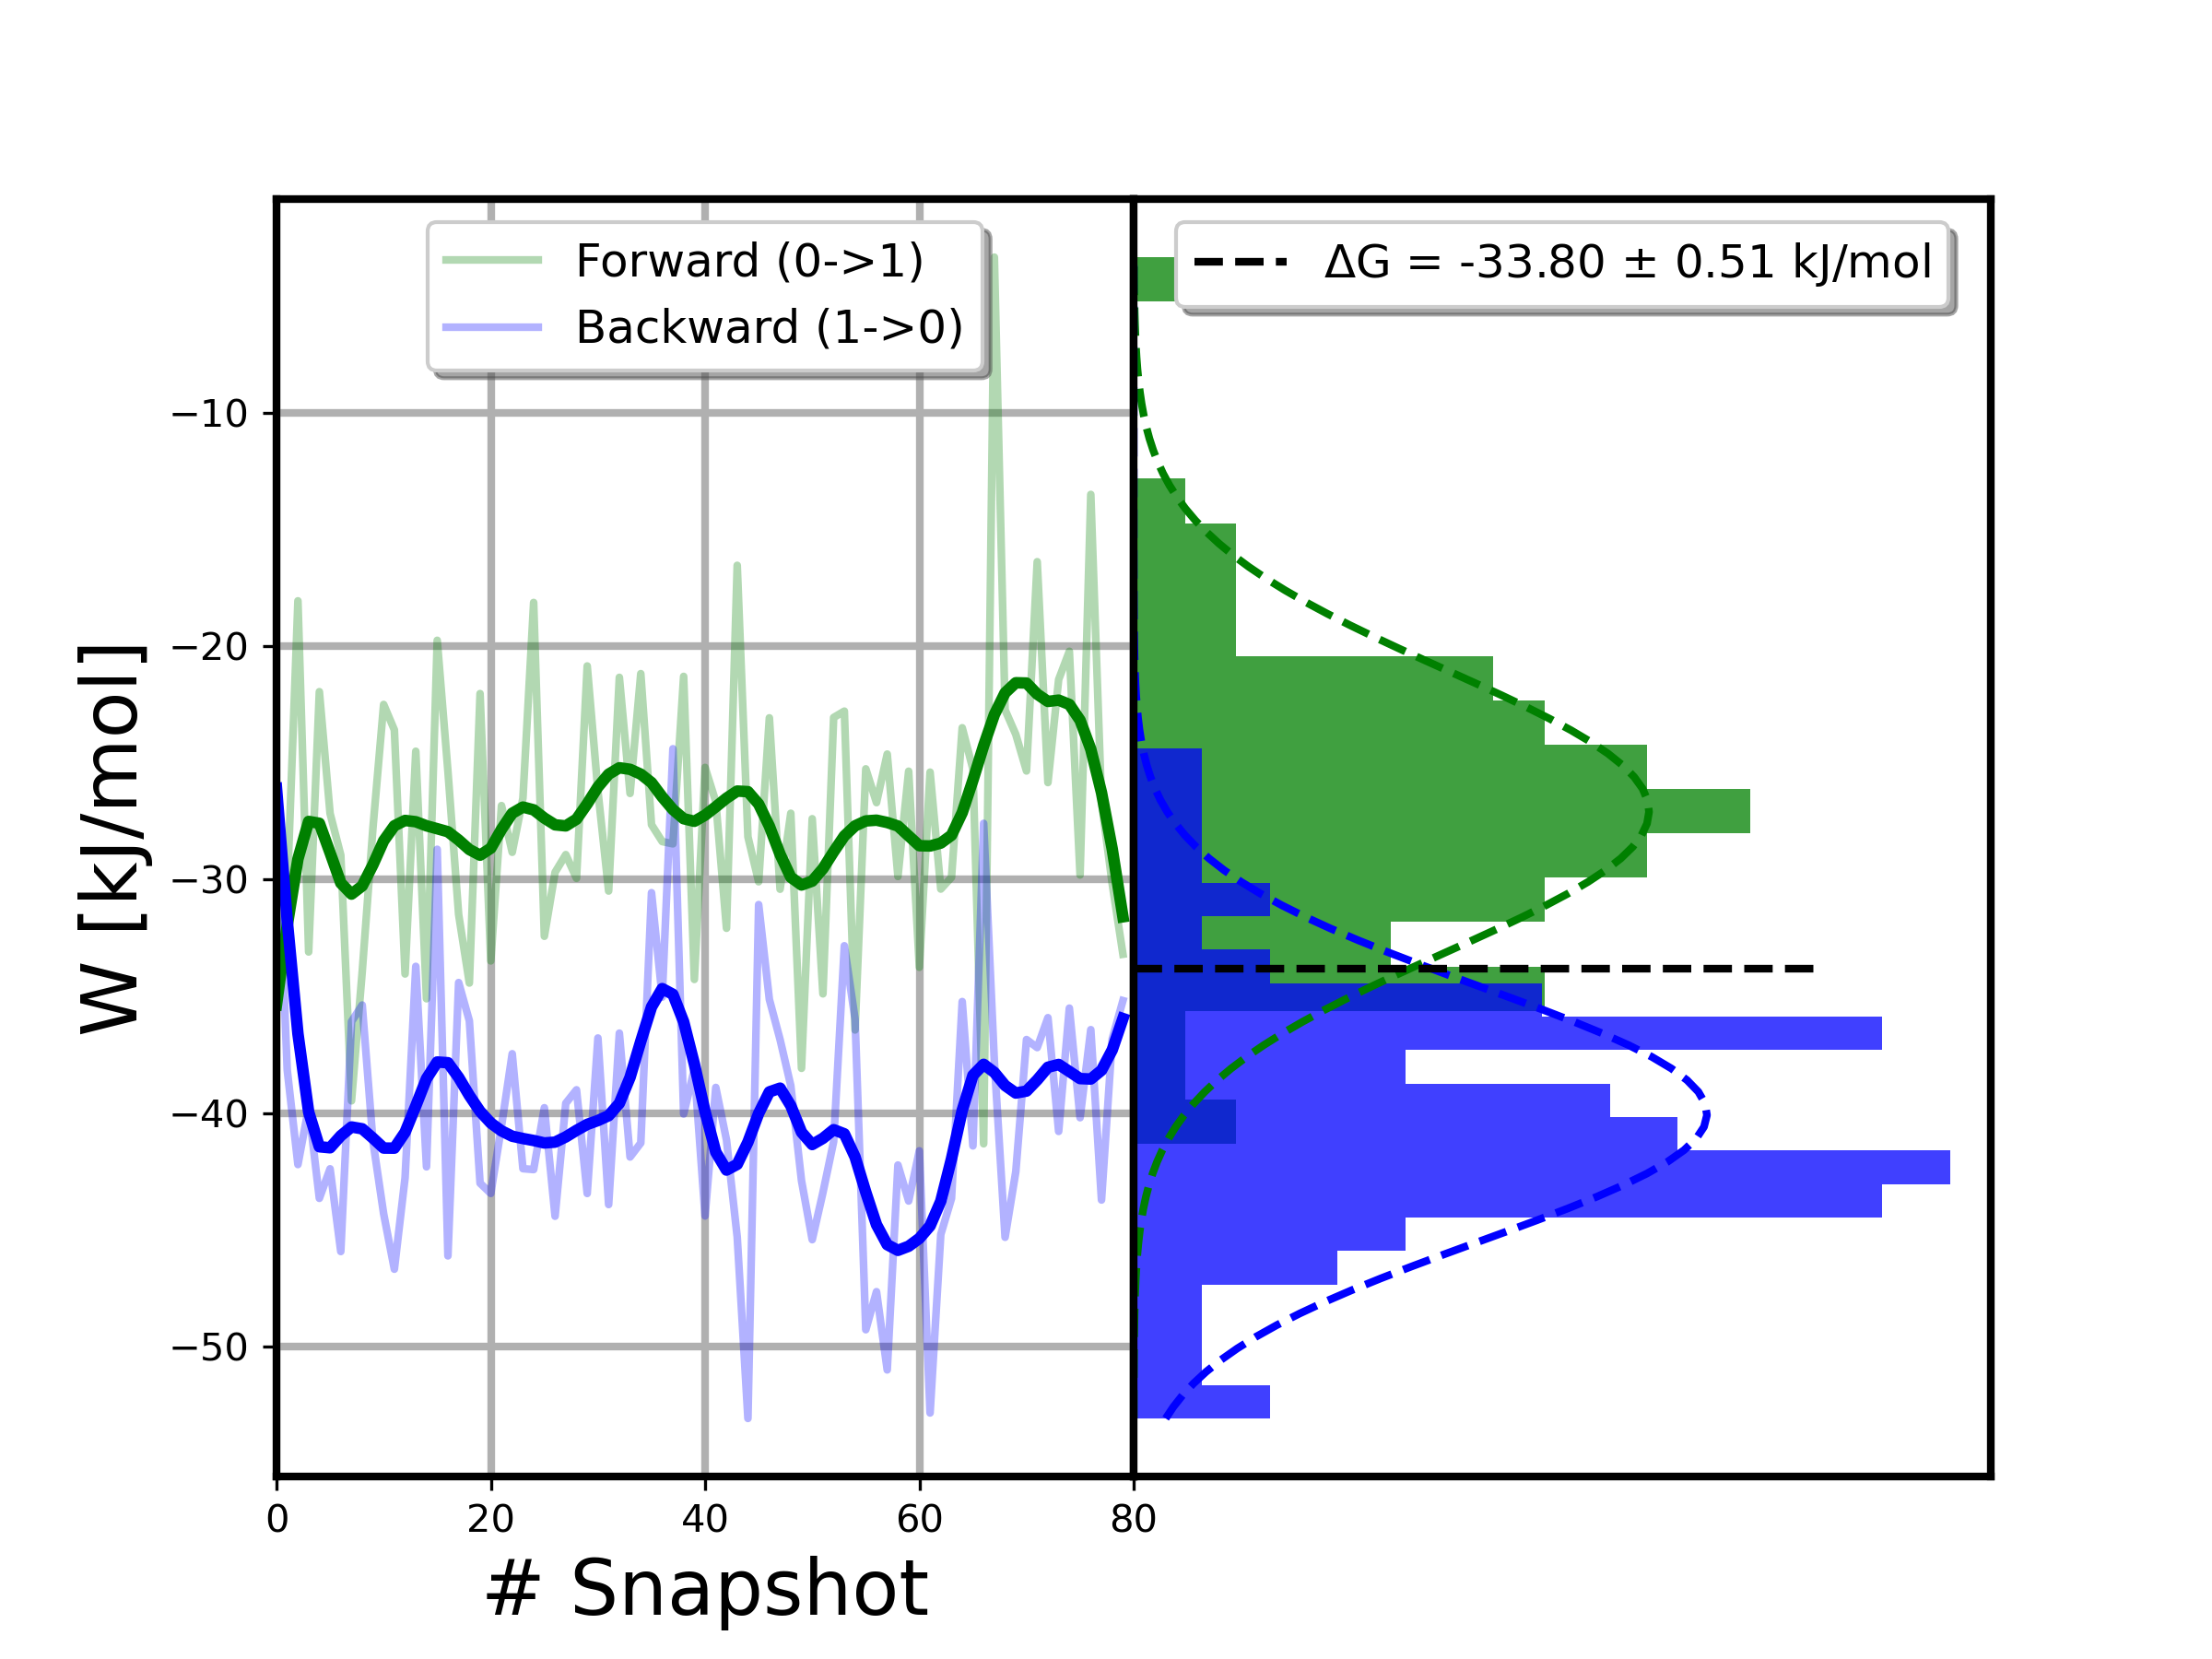 Forward (0->1)
Backward (1->0)
ΔG = -33.80 ± 0.51 kJ/mol
W [kJ/mol]
−10
−20
−30
−40
−50
0 20 40 60 80
# Snapshot